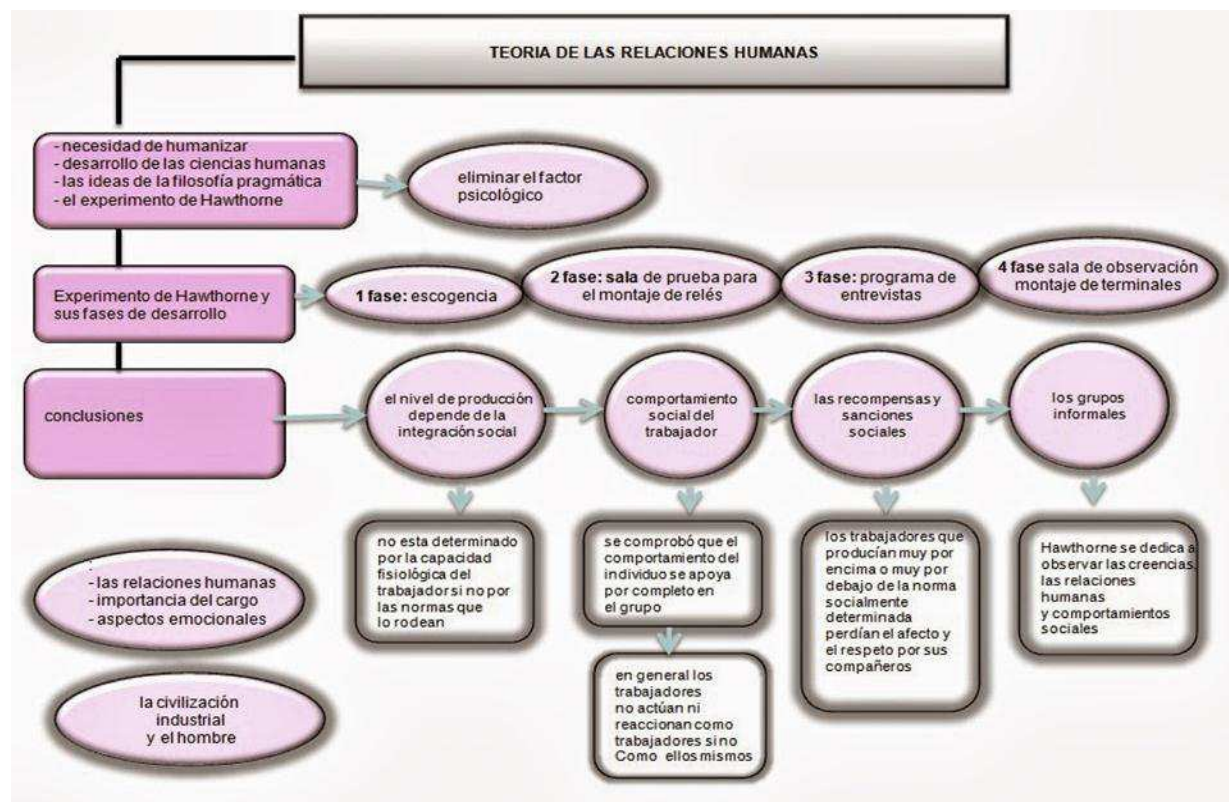 TEORIA DE LAS RELACIONES HUMANAS
- necesidad de humanizar
- desarrollo de las ciencias humanas
- las ideas de la filosofía pragmática
- el experimento de Hawthorne
eliminar el factor
psicológico
Experimento de Hawthorne y
sus fases de desarrollo
1 fase: escogencia
2 fase: sala de prueba para
el montaje de relés
3 fase: programa de
entrevistas
4 fase sala de observación
montaje de terminales
conclusiones
el nivel de producción
depende de la
integración social
comportamiento
social del
trabajador
las recompensas y
sanciones
sociales
los grupos
informales
no esta determinado
por la capacidad
fisiológica del
trabajador si no por
las normas que
lo rodean
se comprobó que el
comportamiento del
individuo se apoya
por completo en
el grupo
en general los
trabajadores
no actúan ni
reaccionan como
trabajadores si no
Como ellos mismos
los trabajadores que
producían muy por
encima o muy por
debajo de la norma
socialmente
determinada
perdían el afecto y
el respeto por sus
compañeros
Hawthorne se dedica a
observar las creencias,
las relaciones
humanas
y comportamientos
sociales
.
- las relaciones humanas
- importancia del cargo
- aspectos emocionales
la civilización
industrial
y el hombre